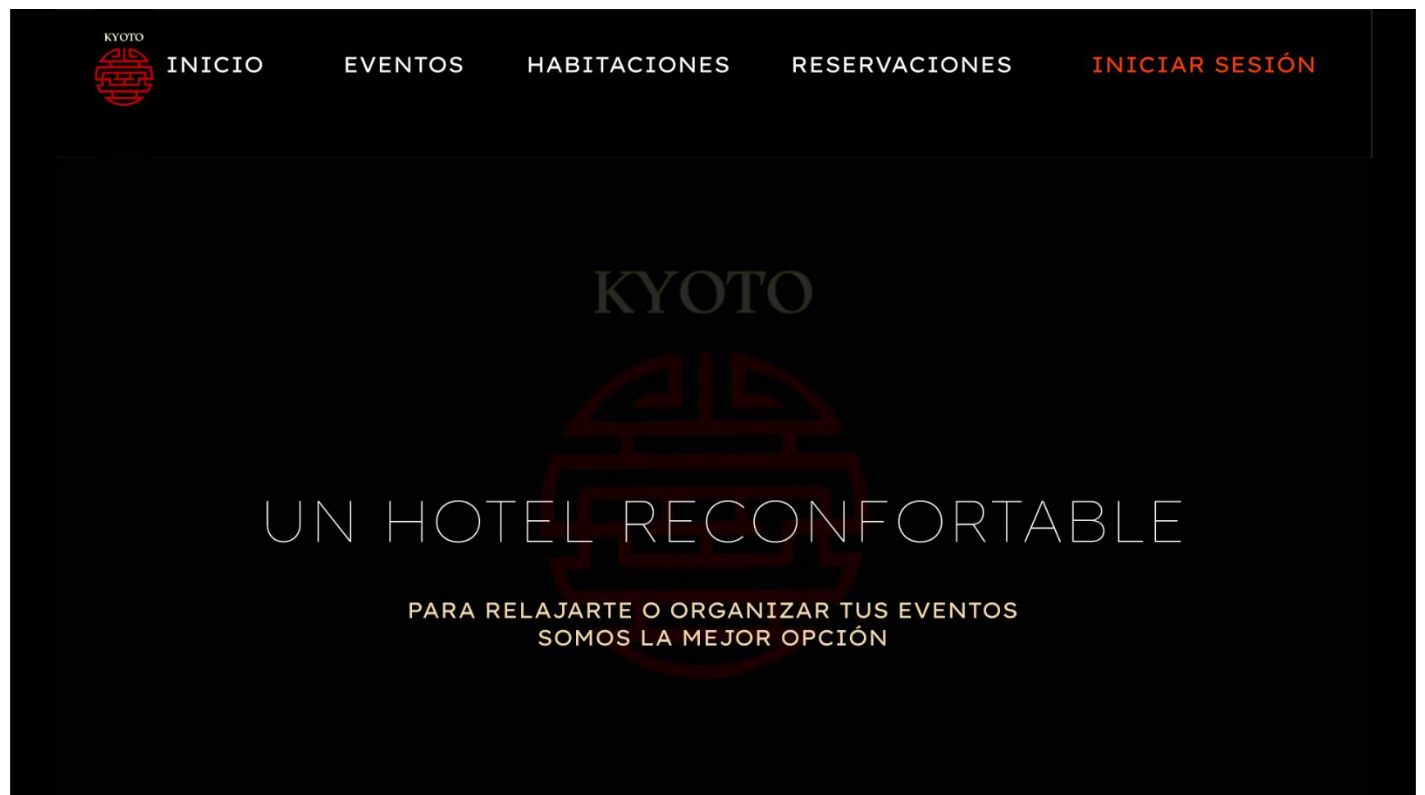 KYOTO
INICIO EVENTOS HABITACIONES RESERVACIONES INICIAR SESIÓN
KYOTO
UN HOTEL RECONFORTABLE
PARA RELAJARTE O ORGANIZAR TUS EVENTOS
SOMOS LA MEJOR OPCIÓN